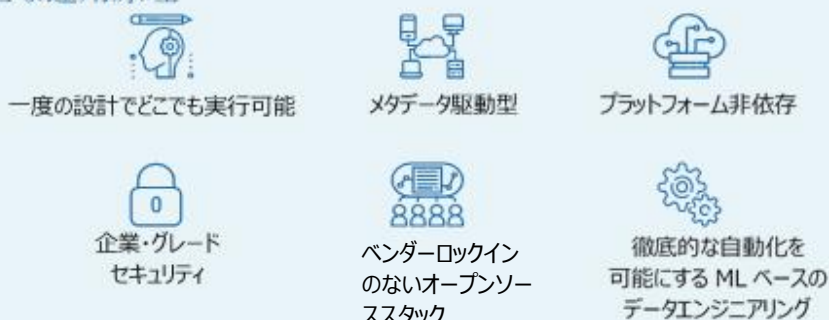 一度の設計でどこでも実行可能
メタデータ駆動型
プラットフォーム非依存
0
企業・グレード
セキュリティ
ベンダーロックイン
のないオープンソー
ススタック
徹底的な自動化を
可能にする ML ベースの
データエンジニアリング